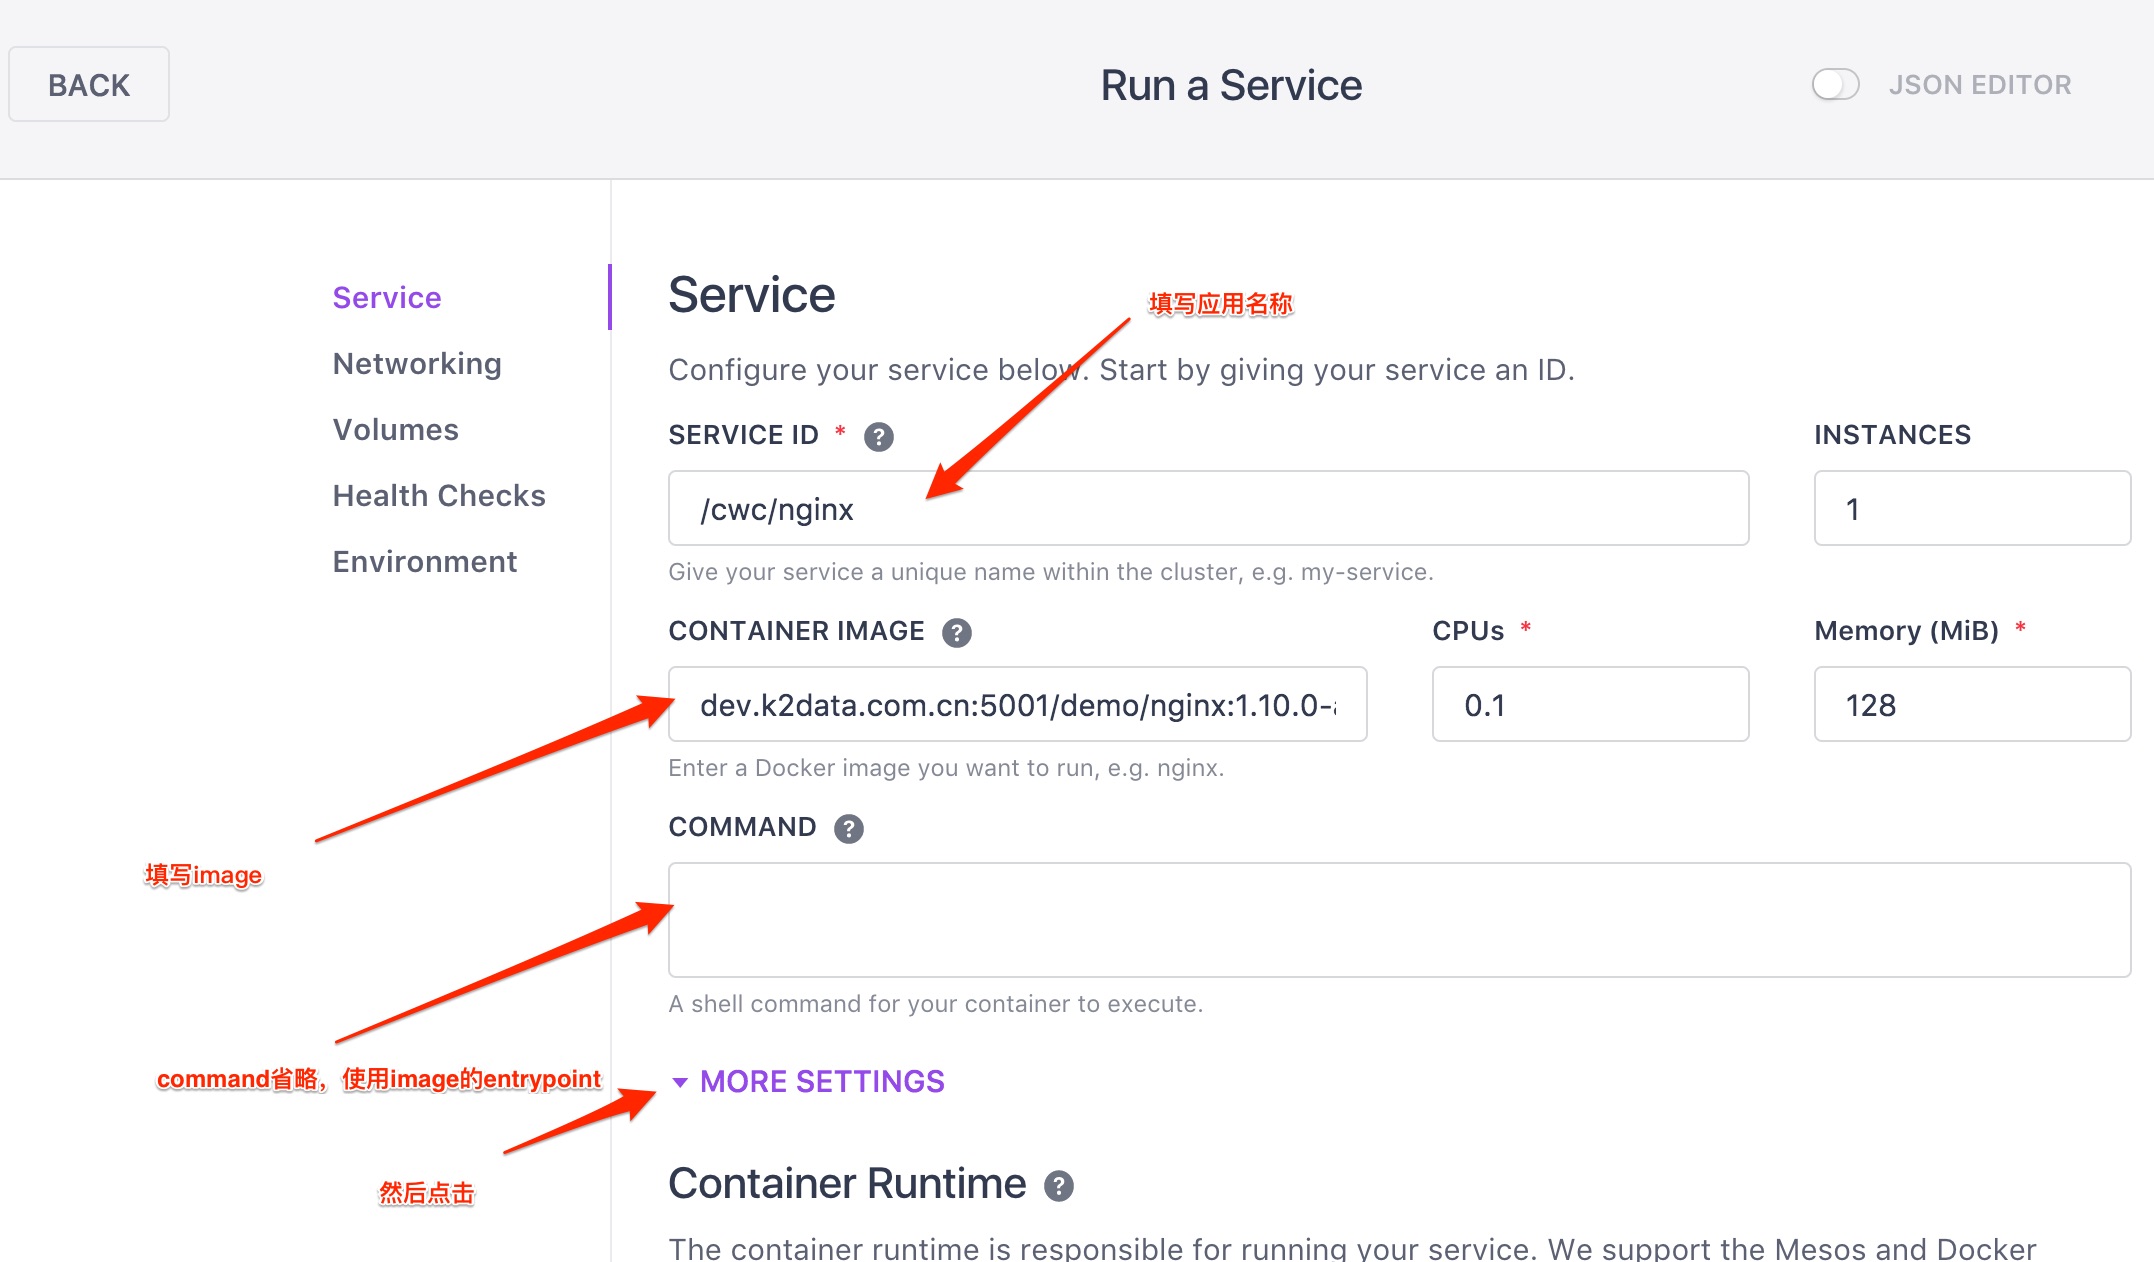 BACK
Run a Service
JSON EDITOR
Service
Networking
Volumes
Health Checks
Environment
Service
填写应用名称
Configure your service below. Start by giving your service an ID.
SERVICE ID *
INSTANCES
/cwc/nginx
1
Give your service a unique name within the cluster, e.g. my-service.
CONTAINER IMAGE
CPUs *
Memory (MiB) *
dev.k2data.com.cn:5001/demo/nginx:1.10.0-a
0.1
128
Enter a Docker image you want to run, e.g. nginx.
COMMAND
填写image
A shell command for your container to execute.
command省略，使用image的entrypoint
MORE SETTINGS
然后点击
Container Runtime
The container runtime is responsible for running your service. We support the Mesos and Docker